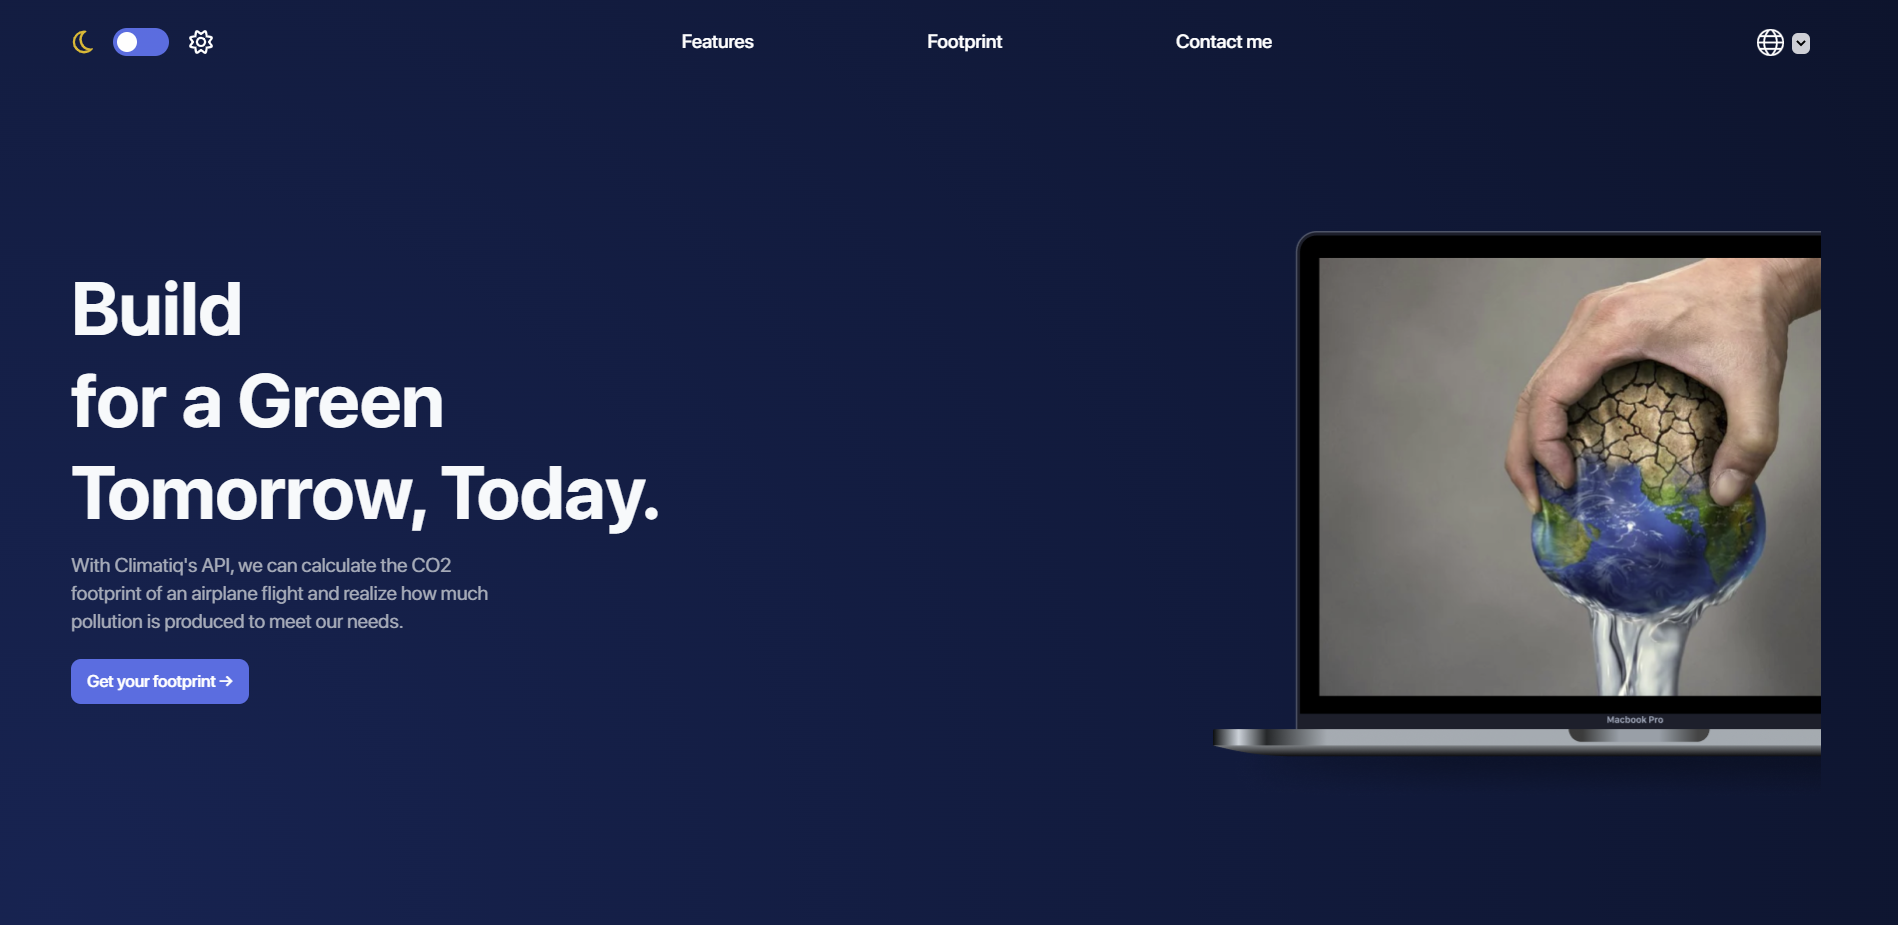 Features
Footprint
Contact me
Build
for a Green
Tomorrow, Today.
With Climatiq's API, we can calculate the CO2
footprint of an airplane flight and realize how much
pollution is produced to meet our needs.
Get your footprint →
Macbook Pro